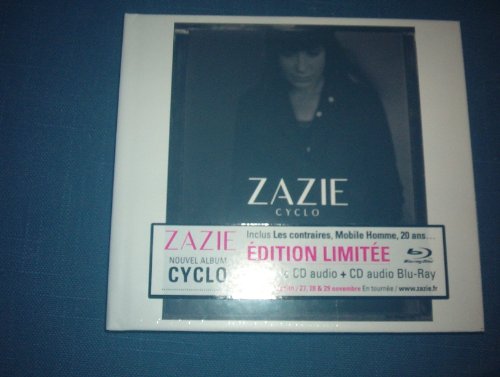 ZAZIE
CYCLO
ZAZIE
NOUVEL ALBUM
CYCLO
Inclus Les contraires, Mobile Homme, 20 ans...
ÉDITION LIMITÉE
CD audio + CD audio Blu-Ray
27, 28 & 29 novembre En tournée / www.zazie.fr